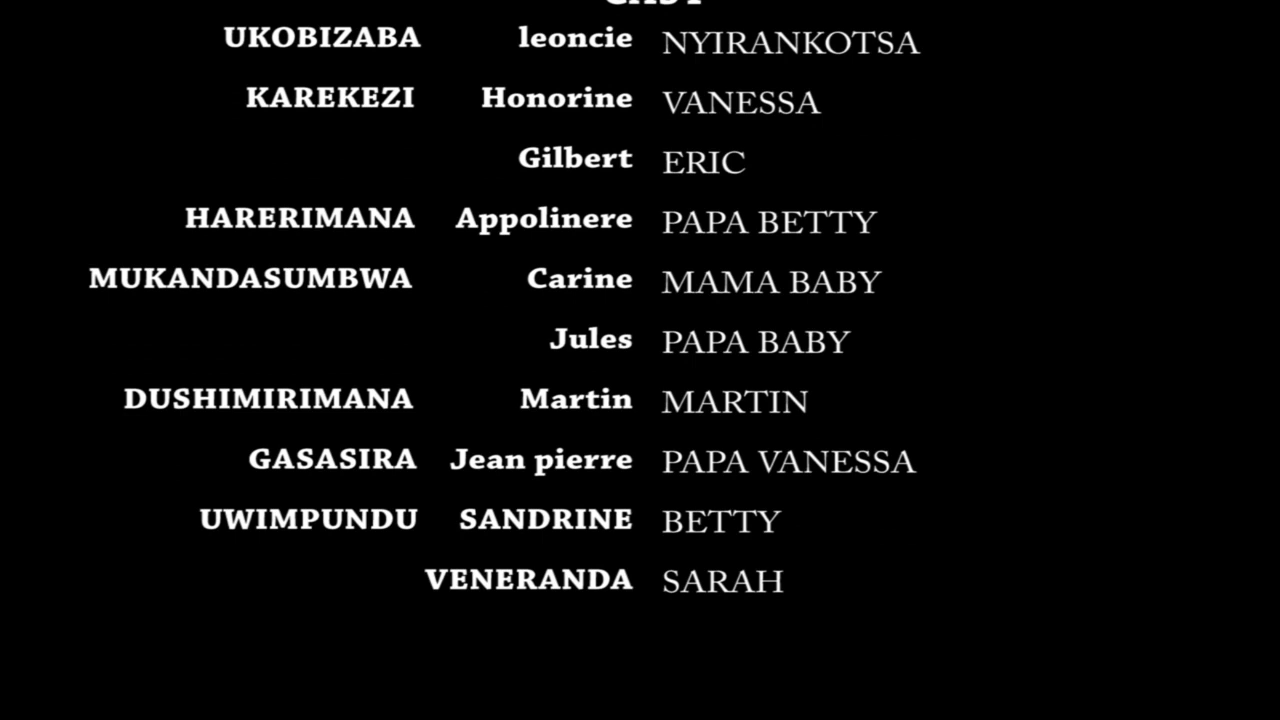 CAST
UKOBIZABA leoncie NYIRANKOTSA
KAREKEZI Honorine VANESSA
Gilbert ERIC
HARERIMANA Appolinere PAPA BETTY
MUKANDASUMBWA Carine MAMA BABY
Jules PAPA BABY
DUSHIMIRIMANA Martin MARTIN
GASASIRA Jean pierre PAPA VANESSA
UWIMPUNDU SANDRINE BETTY
VENERANDA SARAH